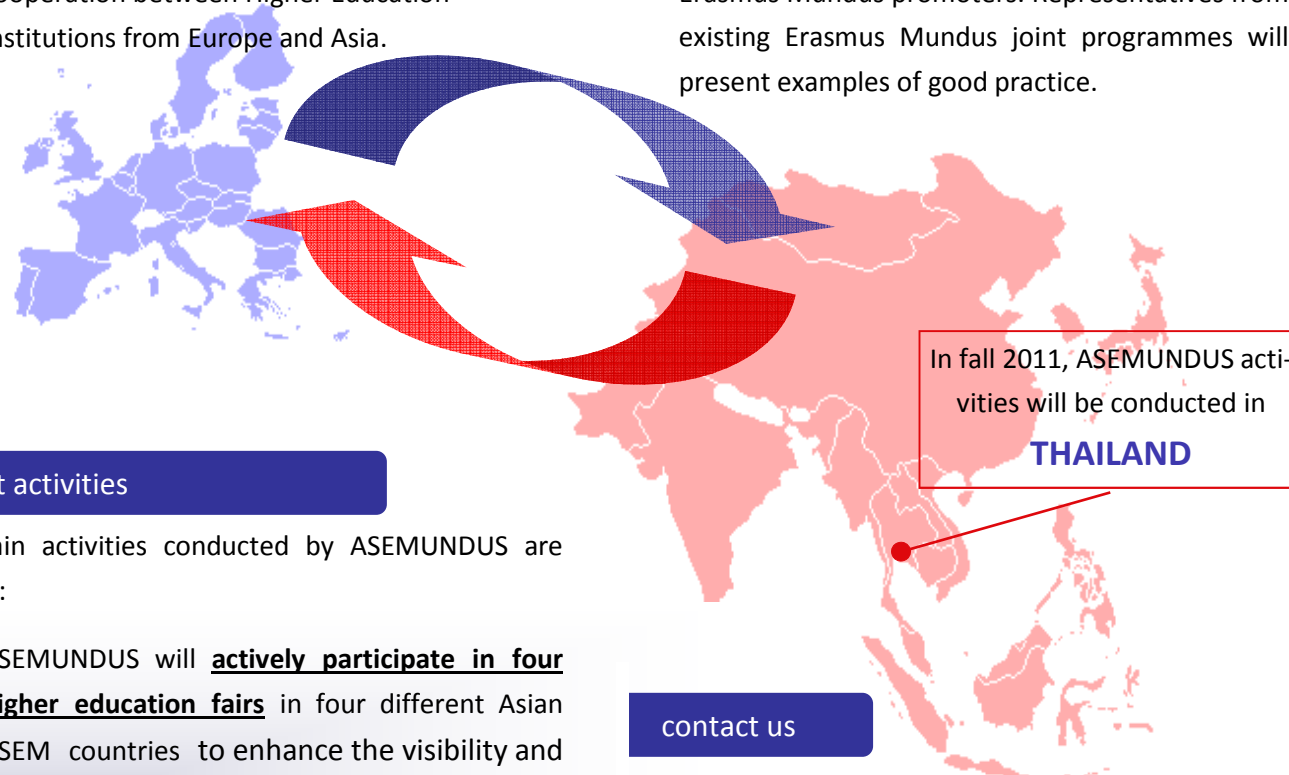 ooperation between Higher Education
nstitutions from Europe and Asia.
Erasmus Mundus promoters. Representatives from
existing Erasmus Mundus joint programmes will
present examples of good practice.
In fall 2011, ASEMUNDUS acti-
vities will be conducted in
THAILAND
t activities
in activities conducted by ASEMUNDUS are
:
SEMUNDUS will actively participate in four
igher education fairs in four different Asian
SEM countries to enhance the visibility and
contact us